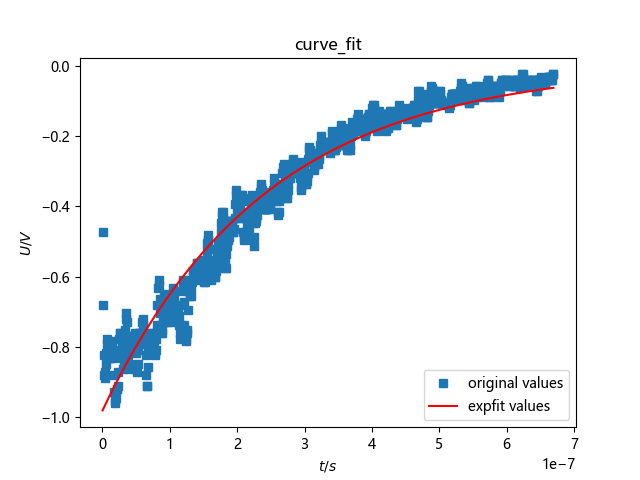 curve_fit
0.0
−0.2
−0.4
−0.6
−0.8
−1.0
U/V
original values
expfit values
0 1 2 3 4 5 6 7
t/s
1e−7